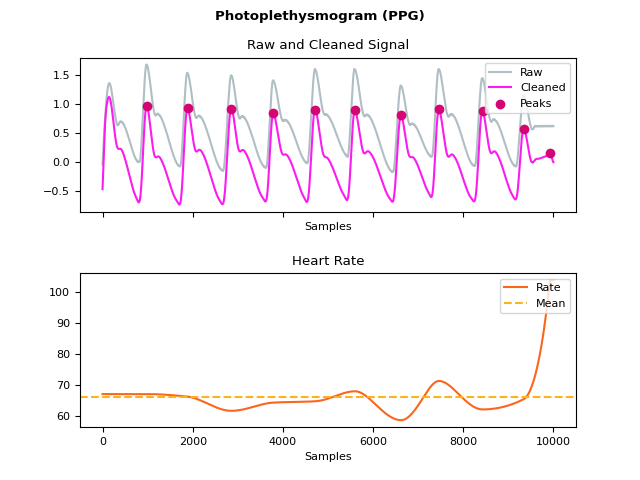 Photoplethysmogram (PPG)
Raw and Cleaned Signal
1.5
1.0
0.5
0.0
−0.5
Raw
Cleaned
Peaks
Samples
Heart Rate
100
90
80
70
60
Rate
Mean
0 2000 4000 6000 8000 10000
Samples